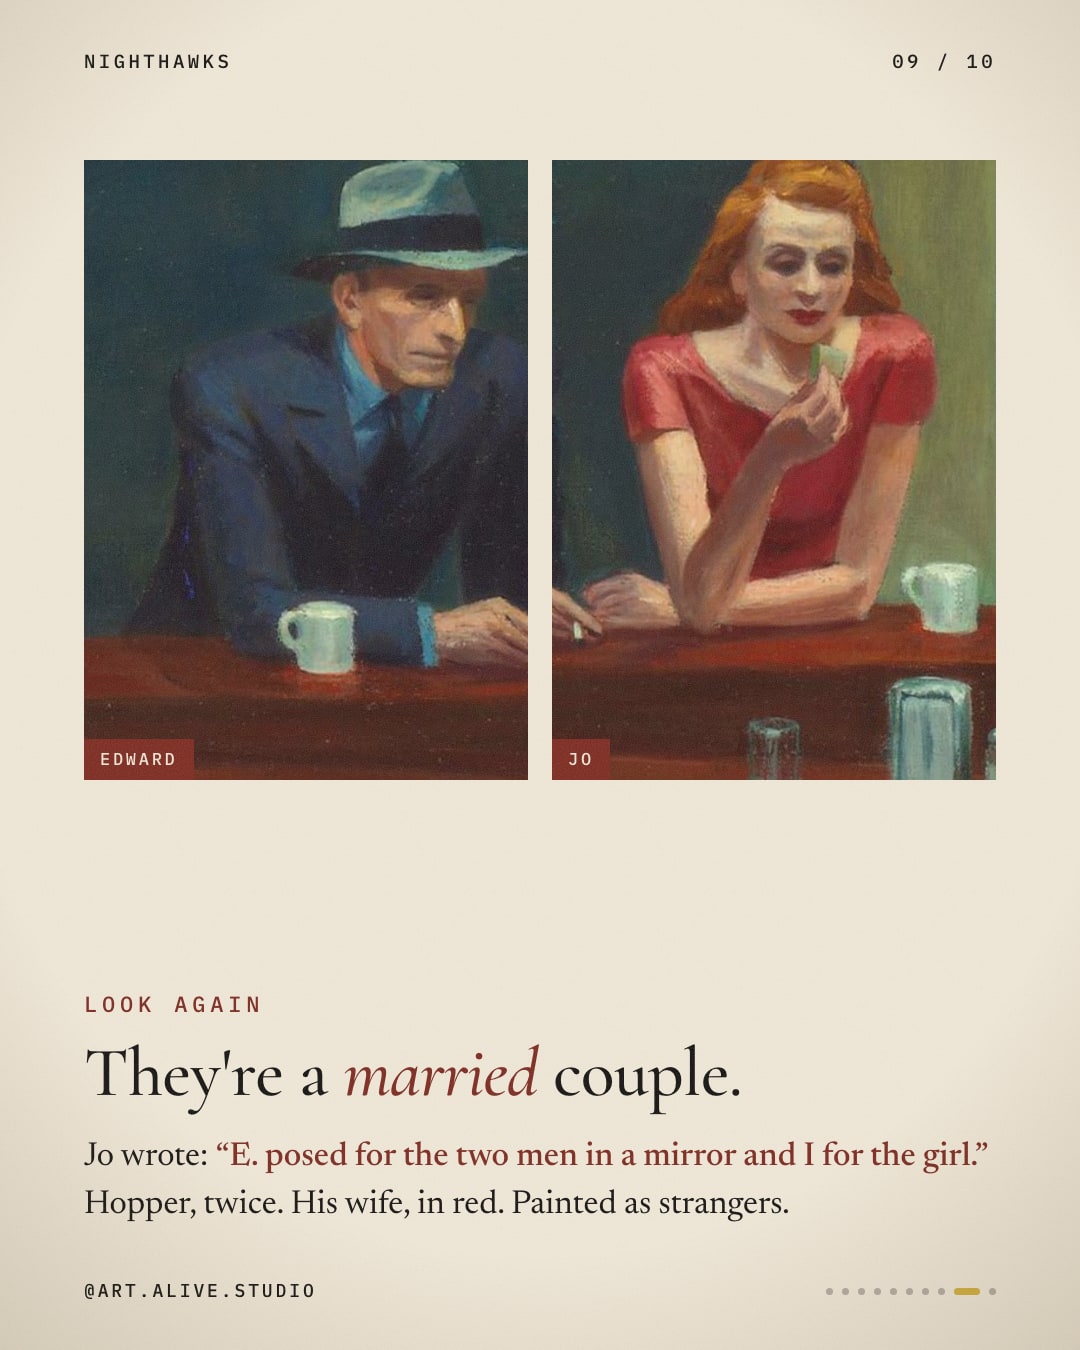 NIGHTHAWKS
09 / 10
EDWARD
JO
LOOK AGAIN
They're a married couple.
Jo wrote: “E. posed for the two men in a mirror and I for the girl.”
Hopper, twice. His wife, in red. Painted as strangers.
@ART.ALIVE.STUDIO